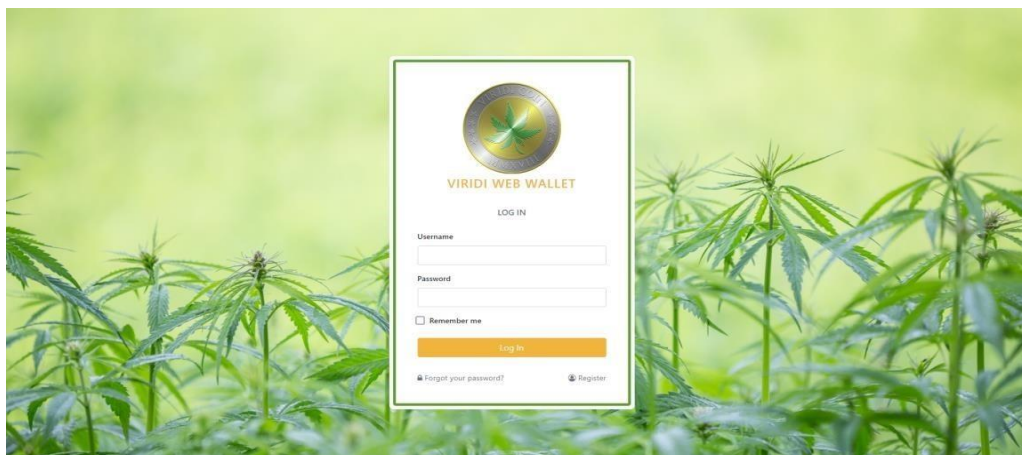 VIRIDI WEB WALLET
LOG IN
Username
Password
Remember me
Log In
Forgot your password? Register